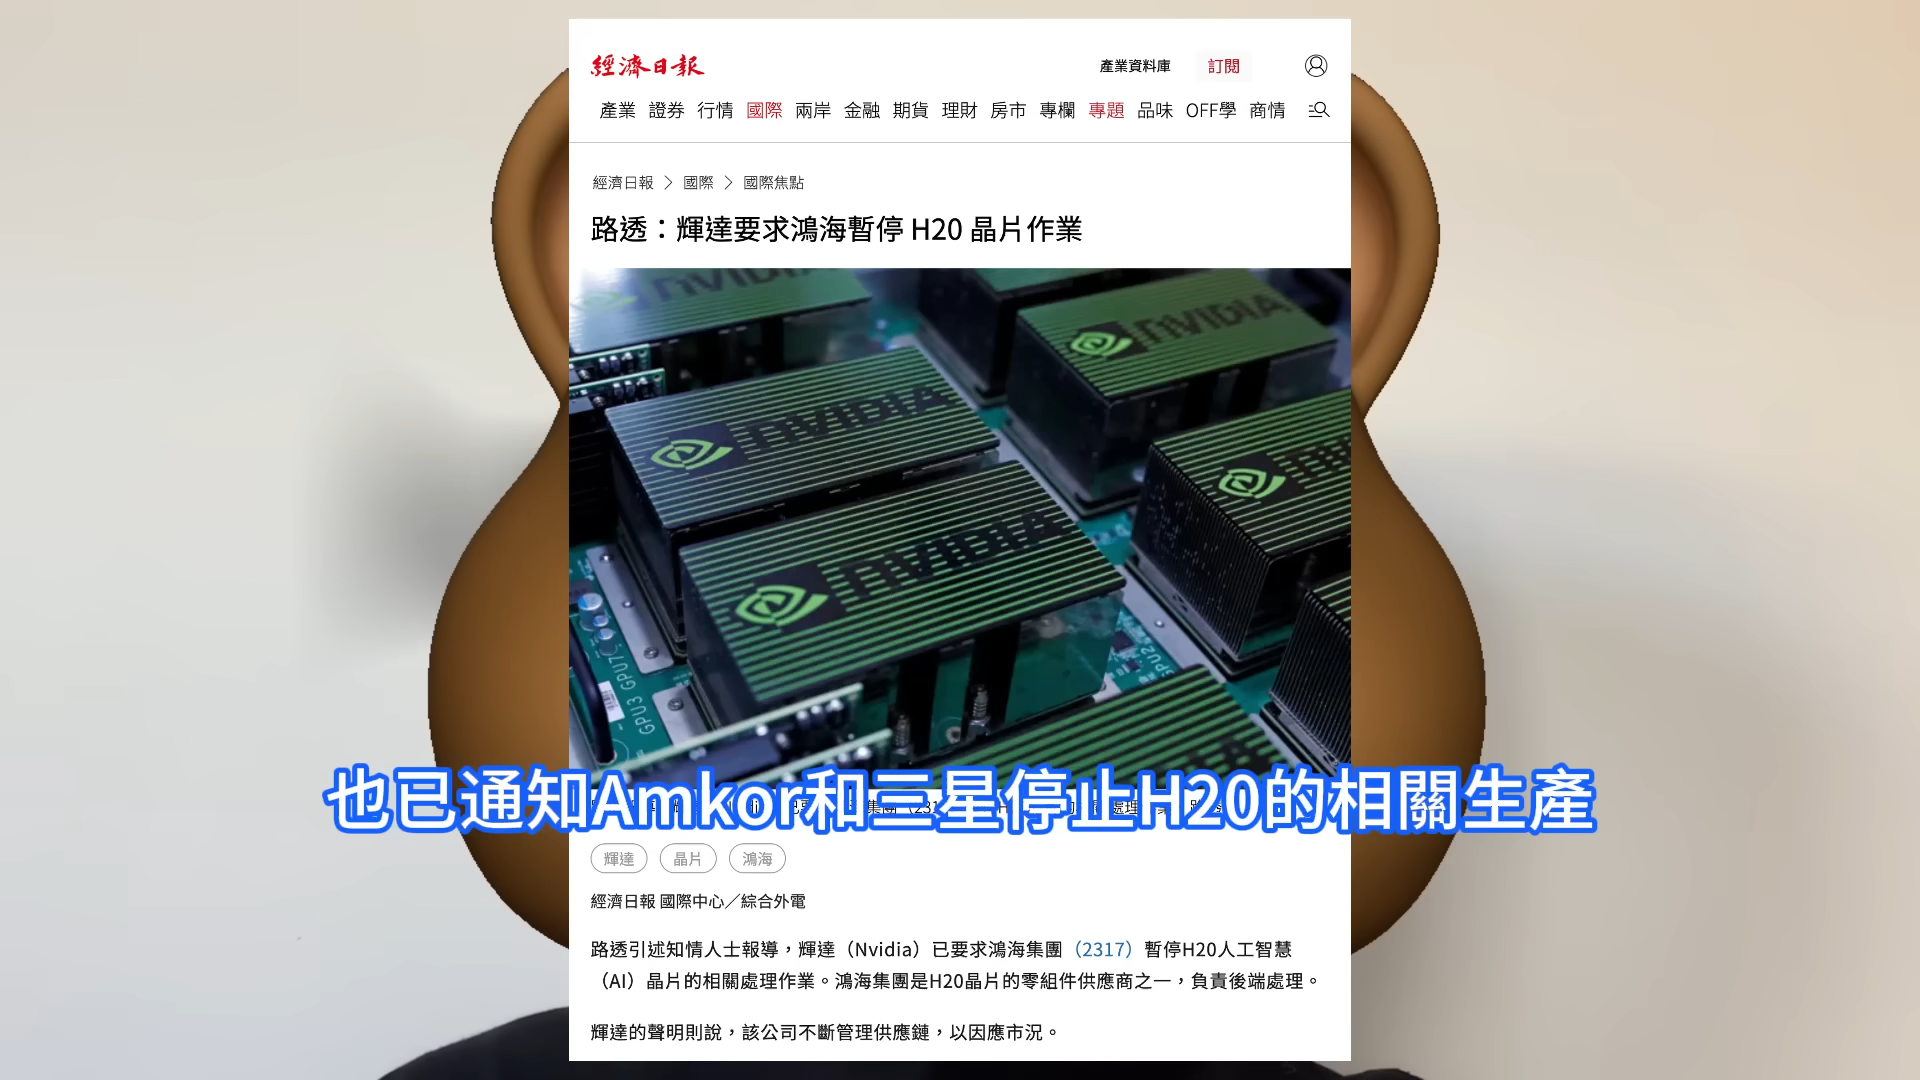 經濟日報
產業資料庫 訂閱
產業 證券 行情 國際 兩岸 金融 期貨 理財 房市 專欄 專題 品味 OFF學 商情
經濟日報 > 國際 > 國際焦點
路透：輝達要求鴻海暫停 H20 晶片作業
NVIDIA
NVIDIA
NVIDIA
NVIDIA
GPU3 GPU7
也已通知Amkor和三星停止H20的相關生產
輝達 晶片 鴻海
經濟日報 國際中心／綜合外電
路透引述知情人士報導，輝達（Nvidia）已要求鴻海集團（2317）暫停H20人工智慧
（AI）晶片的相關處理作業。鴻海集團是H20晶片的零組件供應商之一，負責後端處理。
輝達的聲明則說，該公司不斷管理供應鏈，以因應市況。